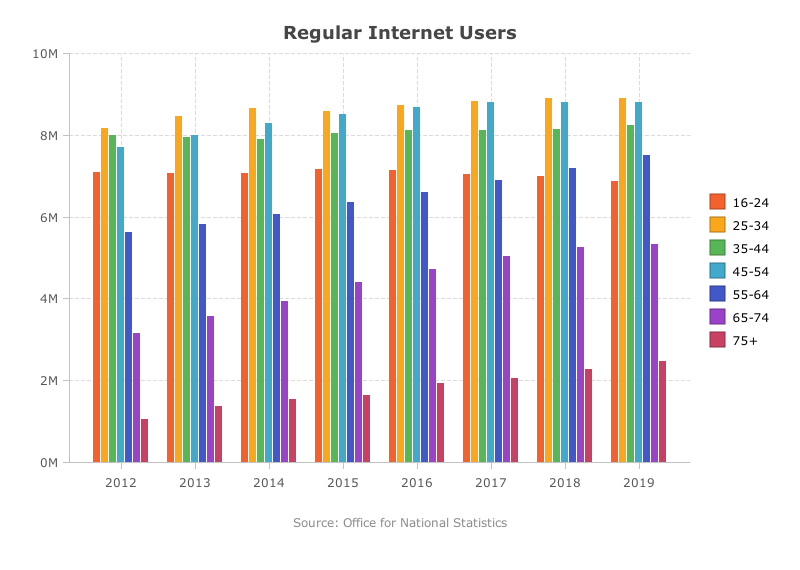 Regular Internet Users
10M
8M
6M
4M
2M
0M
2012 2013 2014 2015 2016 2017 2018 2019
16-24
25-34
35-44
45-54
55-64
65-74
75+
Source: Office for National Statistics